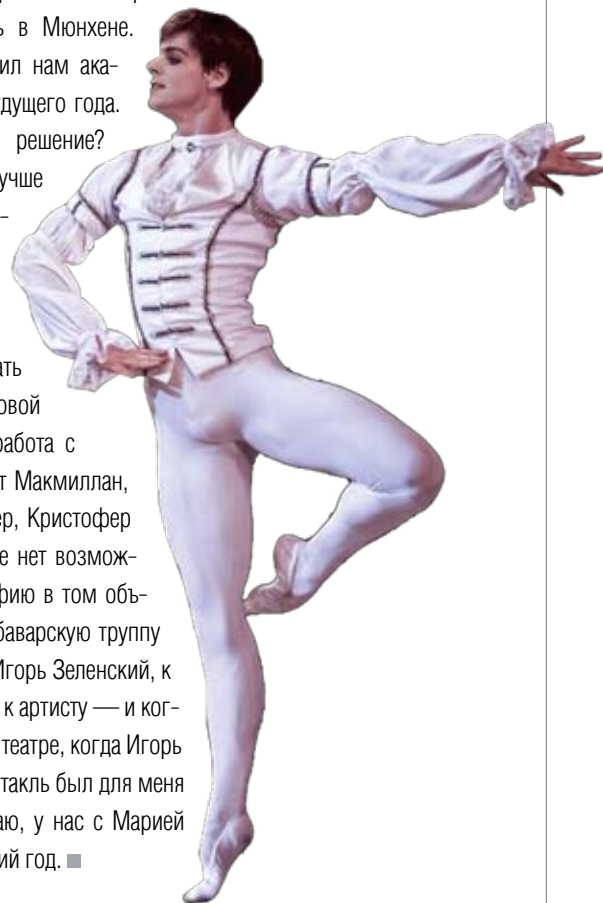 ь в Мюнхене.
ил нам ака-
дущего года.
решение?
учше
-
ать
овой
работа с
т Макмиллан,
ер, Кристофер
е нет возмож-
фию в том объ-
баварскую труппу
Игорь Зеленский, к
к артисту — и ког-
театре, когда Игорь
такль был для меня
аю, у нас с Марией
ий год. ■